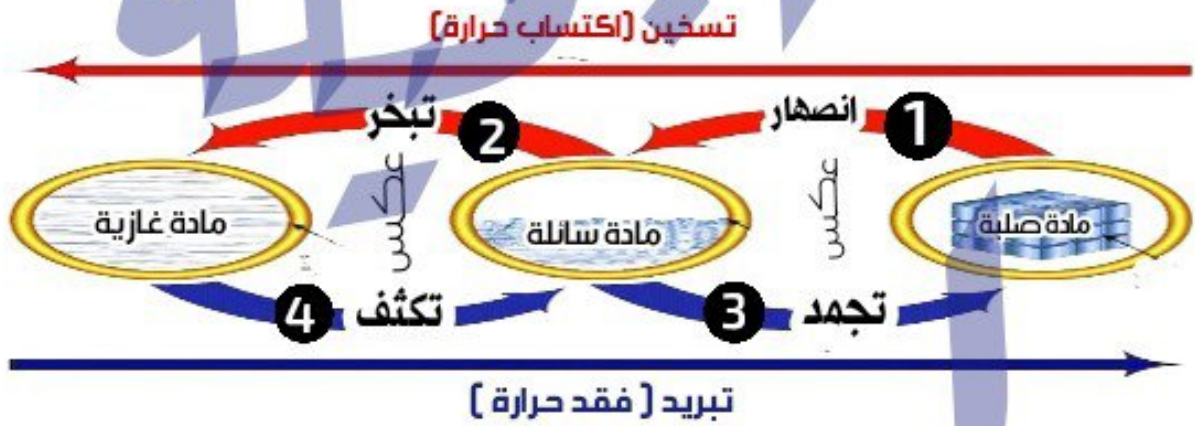 تسخين (اكتساب حرارة)
1 انصهار
2 تبخر
عكس
عكس
مادة صلبة
مادة سائلة
مادة غازية
3 تجمد
4 تكثف
تبريد ( فقد حرارة )